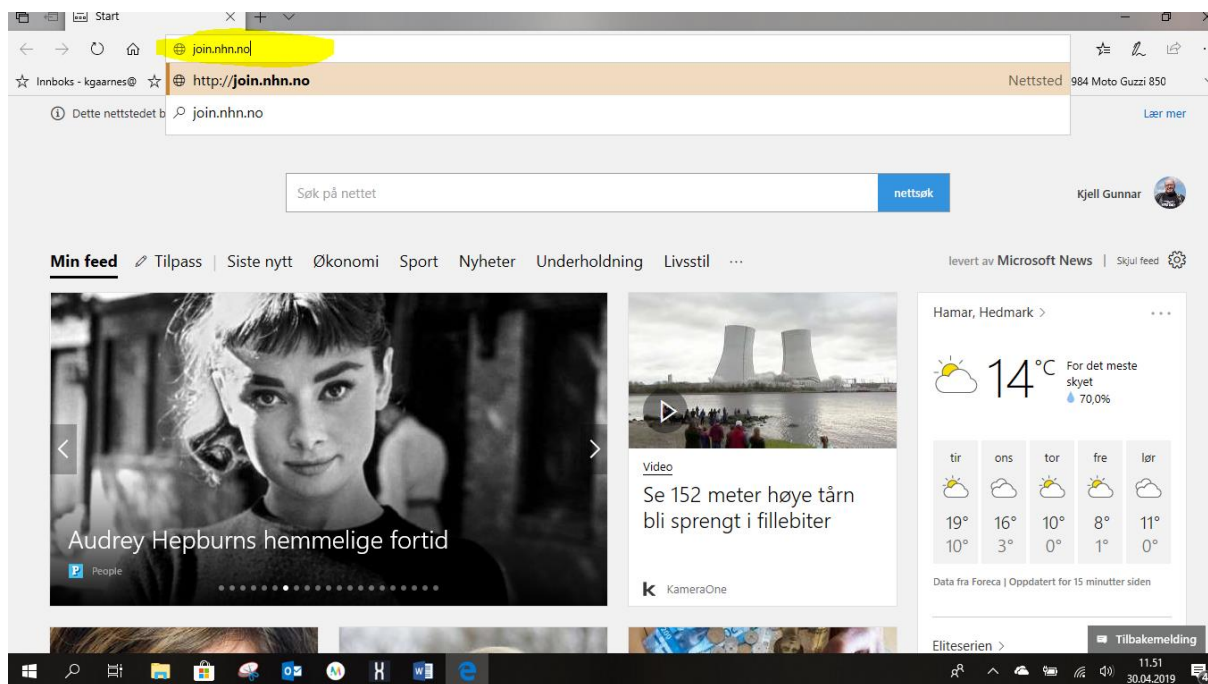 Start
join.nhn.no
Innboks - kgaarnes@
http://join.nhn.no
Nettsted
984 Moto Guzzi 850
Dette nettstedet b
join.nhn.no
Lær mer
Søk på nettet
nettsøk
Kjell Gunnar
Min feed
Tilpass | Siste nytt Økonomi Sport Nyheter Underholdning Livsstil ...
levert av Microsoft News | Skjul feed
Audrey Hepburns hemmelige fortid
P People
Video
Se 152 meter høye tårn
bli sprengt i fillebiter
k KameraOne
Hamar, Hedmark >
14°C
For det meste
skyet
70,0%
tir ons tor fre lør
19° 16° 10° 8° 11°
10° 3° 0° 1° 0°
Data fra Foreca | Oppdatert for 15 minutter siden
Eliteserien >
Tilbakemelding
11.51
30.04.2019
4